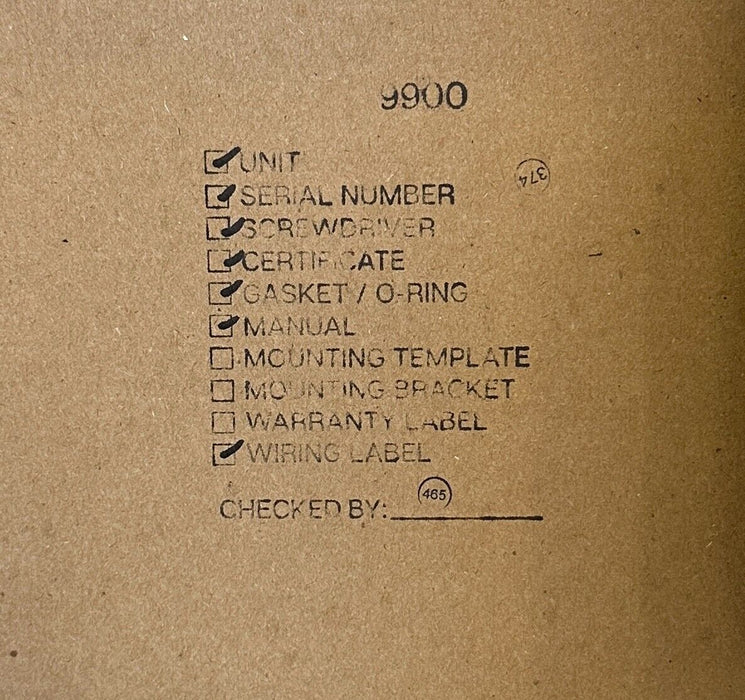 9900
☑ UNIT
374
☑ SERIAL NUMBER
☑ SCREWDRIVER
☑ CERTIFICATE
☑ GASKET / O-RING
☑ MANUAL
☐ MOUNTING TEMPLATE
☐ MOUNTING BRACKET
☐ WARRANTY LABEL
☑ WIRING LABEL
465
CHECKED BY: